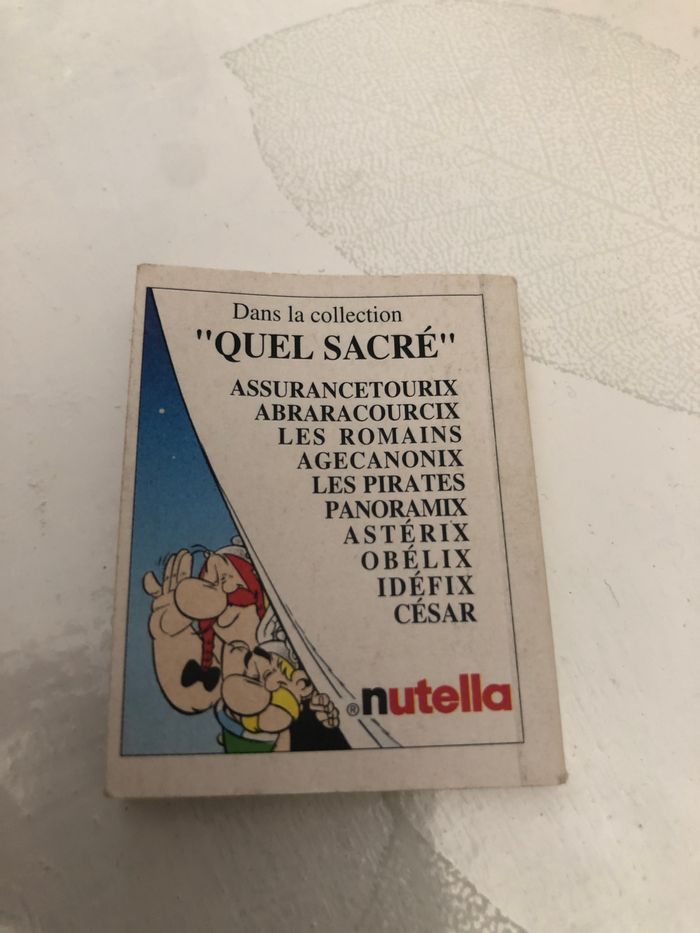 Dans la collection
"QUEL SACRÉ"
ASSURANCETOURIX
ABRARACOURCIX
LES ROMAINS
AGECANONIX
LES PIRATES
PANORAMIX
ASTÉRIX
OBÉLIX
IDÉFIX
CÉSAR
®nutella